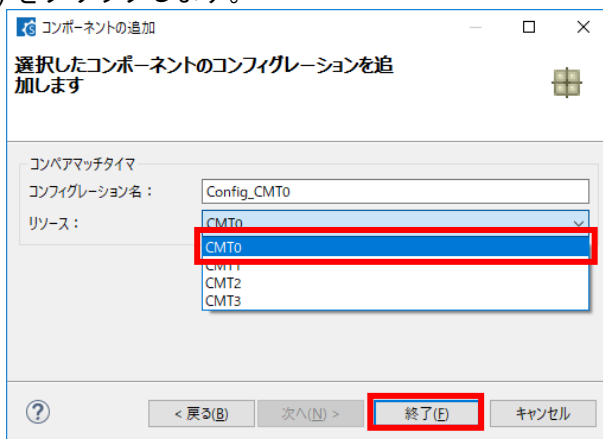 をクリックします。
コンポーネントの追加
選択したコンポーネントのコンフィグレーションを追
加します
コンペアマッチタイマ
コンフィグレーション名：
Config_CMT0
リソース：
CMT0
CMT0
CMT1
CMT2
CMT3
< 戻る(B)
次へ(N) >
終了(F)
キャンセル